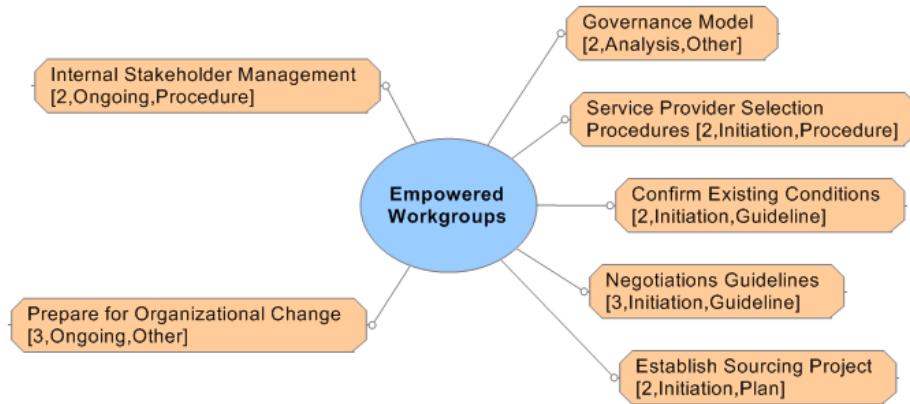 Governance Model
[2,Analysis,Other]
Internal Stakeholder Management
[2,Ongoing,Procedure]
Service Provider Selection
Procedures [2,Initiation,Procedure]
Empowered
Workgroups
Confirm Existing Conditions
[2,Initiation,Guideline]
Negotiations Guidelines
[3,Initiation,Guideline]
Prepare for Organizational Change
[3,Ongoing,Other]
Establish Sourcing Project
[2,Initiation,Plan]